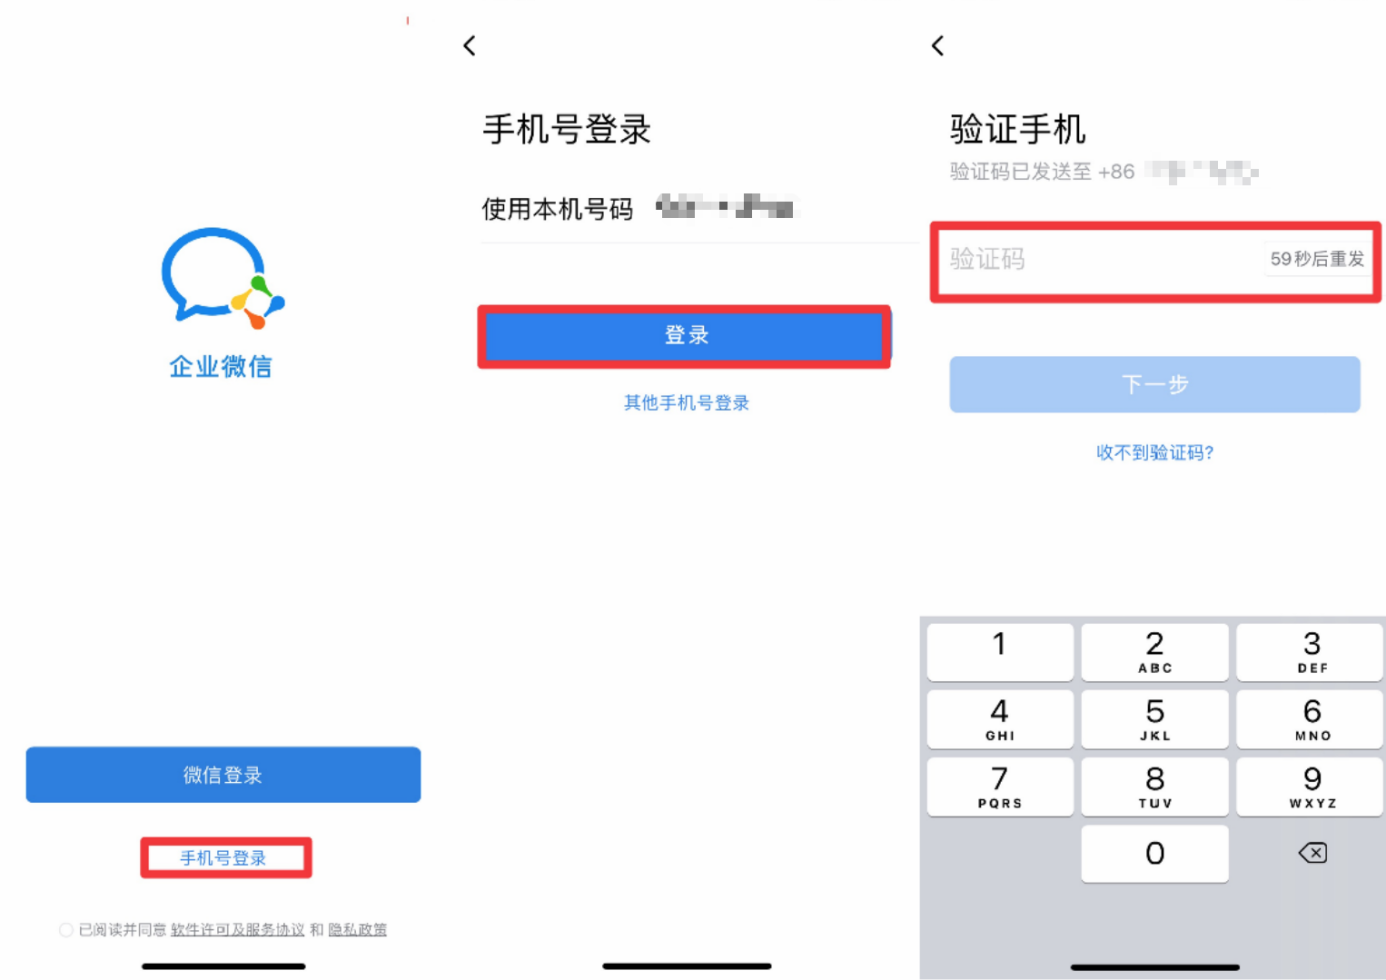 企业微信
微信登录
手机号登录
已阅读并同意 软件许可及服务协议 和 隐私政策
手机号登录
使用本机号码
登录
其他手机号登录
验证手机
验证码已发送至 +86
验证码
59秒后重发
下一步
收不到验证码?
1
2
ABC
3
DEF
4
GHI
5
JKL
6
MNO
7
PQRS
8
TUV
9
WXYZ
0